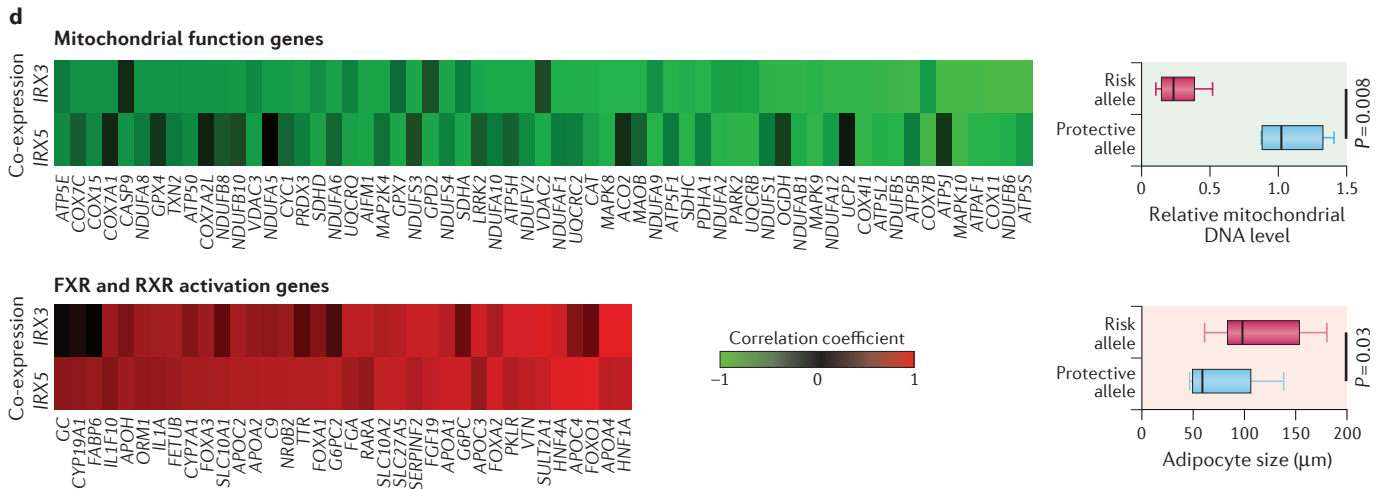 d
Mitochondrial function genes
Co-expression
IRX3
IRX5
ATP5E COX7C COX15 COX7A1 CASP9 NDUFA8 GPX4 TXN2 ATP50 COX7A2L NDUFB8 NDUFB10 VDAC3 NDUFA5 CYC1 PRDX3 SDHD NDUFA6 UQCRQ AIFM1 MAP2K4 GPX7 NDUFS3 GPD2 NDUFS4 SDHA LRRK2 NDUFA10 ATP5H NDUFV2 VDAC2 NDUFAF1 UQCRC2 CAT MAPK8 ACO2 MAOB NDUFA9 ATP5F1 SDHC PDHA1 NDUFA2 PARK2 UQCRB NDUFS1 OGDH NDUFAB1 MAPK9 NDUFA12 UCP2 COX4I1 ATP5L2 NDUFB5 ATP5B COX7B ATP5J MAPK10 ATPAF1 COX11 NDUFB6 ATP5S
Risk
allele
Protective
allele
P = 0.008
0 0.5 1.0 1.5
Relative mitochondrial
DNA level
FXR and RXR activation genes
Co-expression
IRX3
IRX5
GC CYP19A1 FABP6 IL1F10 APOH ORM1 IL1A FETUB CYP7A1 FOXA3 SLC10A1 APOC2 APOA2 C9 NR0B2 TTR FOXA1 G6PC2 FGA RARA SLC10A2 SLC27A5 SERPINF2 FGF19 APOA1 G6PC APOC3 FOXA2 PKLR VTN SULT2A1 HNF4A APOC4 FOXO1 APOA4 HNF1A
Correlation coefficient
−1 0 1
Risk
allele
Protective
allele
P = 0.03
0 50 100 150 200
Adipocyte size (μm)